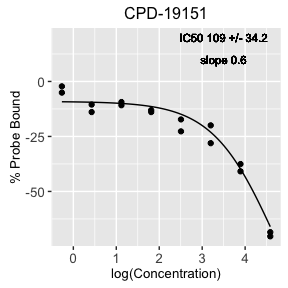 CPD-19151
IC50 109 +/- 34.2
slope 0.6
% Probe Bound
0
-25
-50
0 1 2 3 4
log(Concentration)